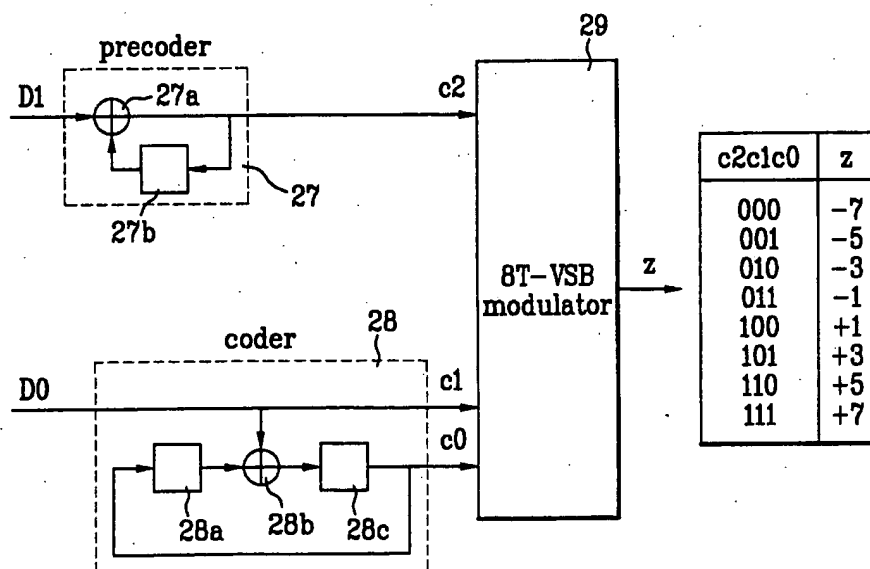 precoder
D1
27a
27b
27
c2
29
8T-VSB
modulator
z
coder
28
D0
c1
c0
28a
28b
28c
c2c1c0 z
000 -7
001 -5
010 -3
011 -1
100 +1
101 +3
110 +5
111 +7